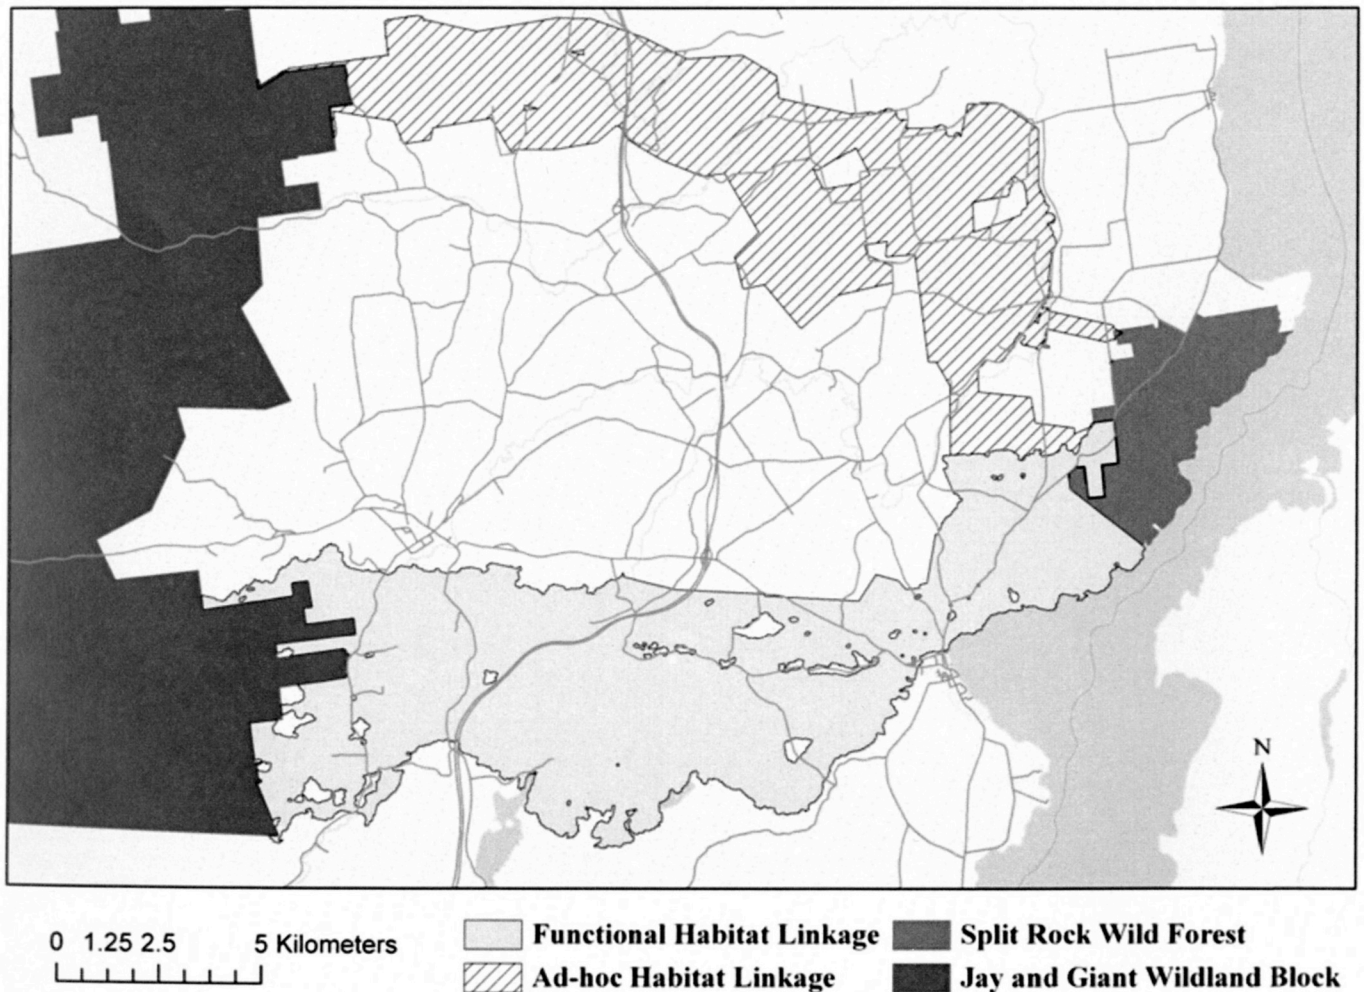 N
0 1.25 2.5 5 Kilometers
Functional Habitat Linkage
Ad-hoc Habitat Linkage
Split Rock Wild Forest
Jay and Giant Wildland Block